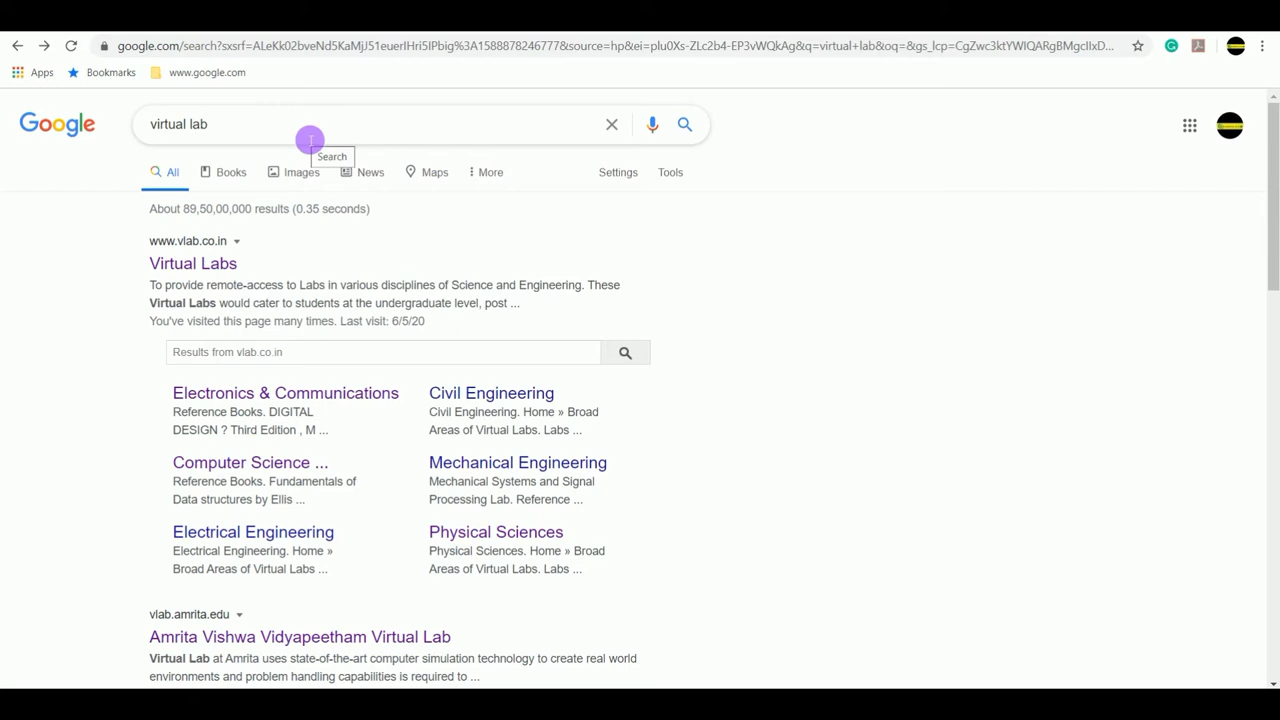 google.com/search?sxsrf=ALeKk02bveNd5KaMjJ51euerIHri5IPbig%3A1588878246777&source=hp&ei=plu0Xs-ZLc2b4-EP3vWQkAg&q=virtual+lab&oq=&gs_lcp=CgZwc3ktYWIQARgBMgcIIxD...
Apps Bookmarks www.google.com
Google virtual lab
Search
All Books Images News Maps More Settings Tools
About 89,50,00,000 results (0.35 seconds)
www.vlab.co.in
Virtual Labs
To provide remote-access to Labs in various disciplines of Science and Engineering. These
Virtual Labs would cater to students at the undergraduate level, post ...
You've visited this page many times. Last visit: 6/5/20
Results from vlab.co.in
Electronics & Communications
Reference Books. DIGITAL
DESIGN ? Third Edition , M ...
Civil Engineering
Civil Engineering. Home » Broad
Areas of Virtual Labs. Labs ...
Computer Science ...
Reference Books. Fundamentals of
Data structures by Ellis ...
Mechanical Engineering
Mechanical Systems and Signal
Processing Lab. Reference ...
Electrical Engineering
Electrical Engineering. Home »
Broad Areas of Virtual Labs ...
Physical Sciences
Physical Sciences. Home » Broad
Areas of Virtual Labs. Labs ...
vlab.amrita.edu
Amrita Vishwa Vidyapeetham Virtual Lab
Virtual Lab at Amrita uses state-of-the-art computer simulation technology to create real world
environments and problem handling capabilities is required to ...